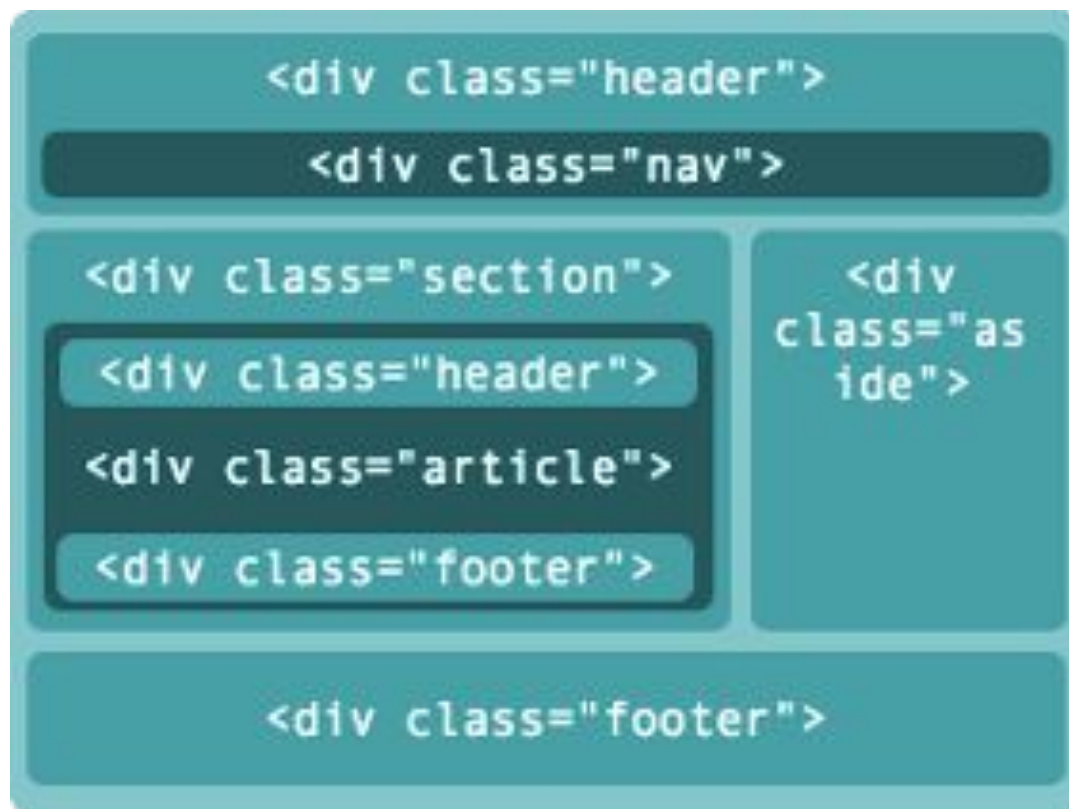 <div class="header">
<div class="nav">
<div class="section">
<div class="header">
<div class="article">
<div class="footer">
<div
class="as
ide">
<div class="footer">